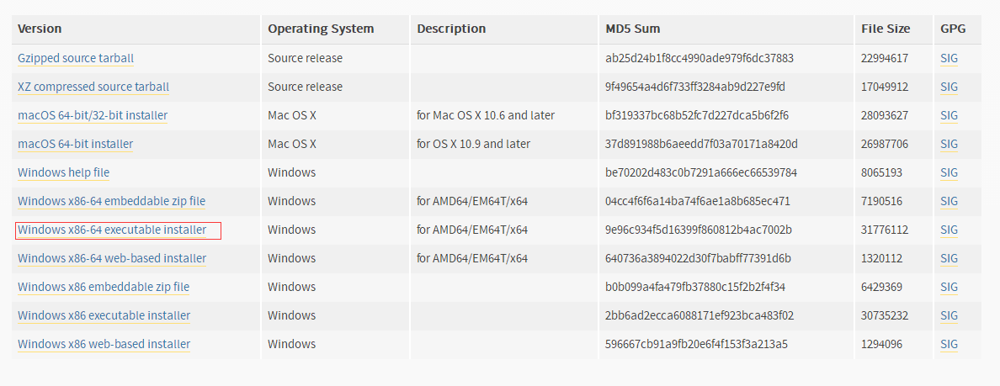 Version Operating System Description MD5 Sum File Size GPG
Gzipped source tarball Source release ab25d24b1f8cc4990ade979f6dc37883 22994617 SIG
XZ compressed source tarball Source release 9f49654a4d6f733ff3284ab9d227e9fd 17049912 SIG
macOS 64-bit/32-bit installer Mac OS X for Mac OS X 10.6 and later bf319337bc68b52fc7d227dca5b6f2f6 28093627 SIG
macOS 64-bit installer Mac OS X for OS X 10.9 and later 37d891988b6aeedd7f03a70171a8420d 26987706 SIG
Windows help file Windows be70202d483c0b7291a666ec66539784 8065193 SIG
Windows x86-64 embeddable zip file Windows for AMD64/EM64T/x64 04cc4f6f6a14ba74f6ae1a8b685ec471 7190516 SIG
Windows x86-64 executable installer Windows for AMD64/EM64T/x64 9e96c934f5d16399f860812b4ac7002b 31776112 SIG
Windows x86-64 web-based installer Windows for AMD64/EM64T/x64 640736a3894022d30f7babff77391d6b 1320112 SIG
Windows x86 embeddable zip file Windows b0b099a4fa479fb37880c15f2b2f4f34 6429369 SIG
Windows x86 executable installer Windows 2bb6ad2ecca6088171ef923bca483f02 30735232 SIG
Windows x86 web-based installer Windows 596667cb91a9fb20e6f4f153f3a213a5 1294096 SIG